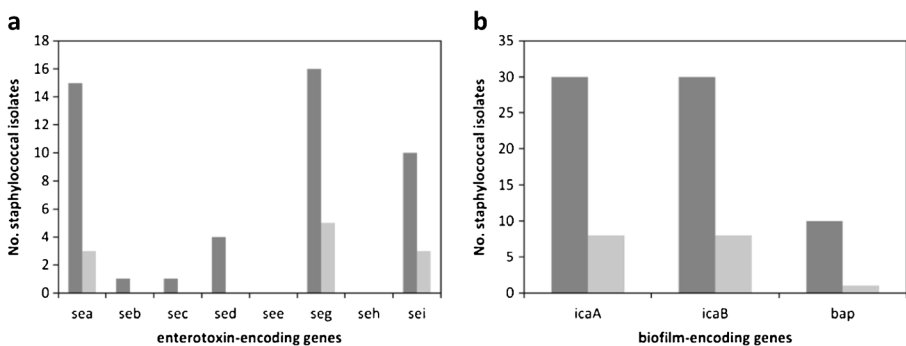 a
No. staphylococcal isolates
18
16
14
12
10
8
6
4
2
0
sea seb sec sed see seg seh sei
enterotoxin-encoding genes
b
No. staphylococcal isolates
35
30
25
20
15
10
5
0
icaA icaB bap
biofilm-encoding genes